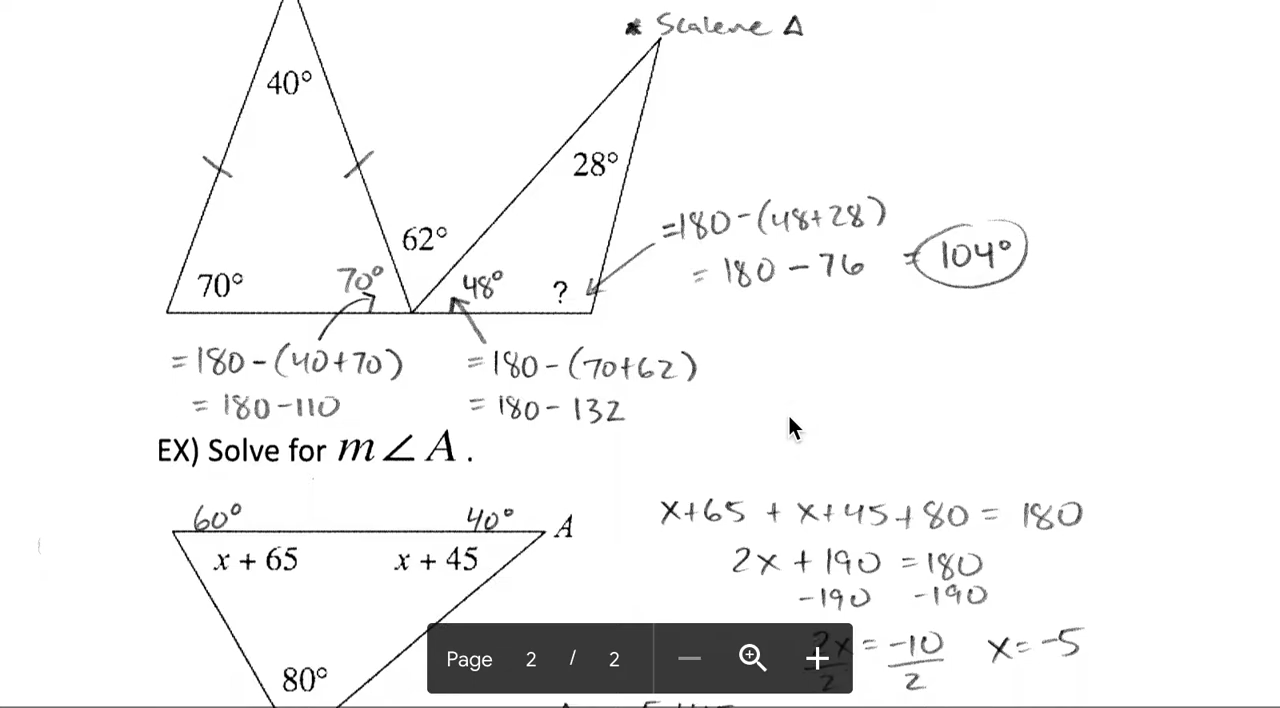 * Scalene Δ
40°
28°
=180-(48+28)
62°
= 180 - 76 = 104°
70° 70° 48° ?
=180-(40+70) =180-(70+62)
= 180-110 = 180-132
EX) Solve for m∠A.
60° 40° A x+65 + x+45+80 = 180
x + 65 x + 45 2x + 190 = 180
-190 -190
2x = -10 x = -5
2 2
80°
Page 2 / 2